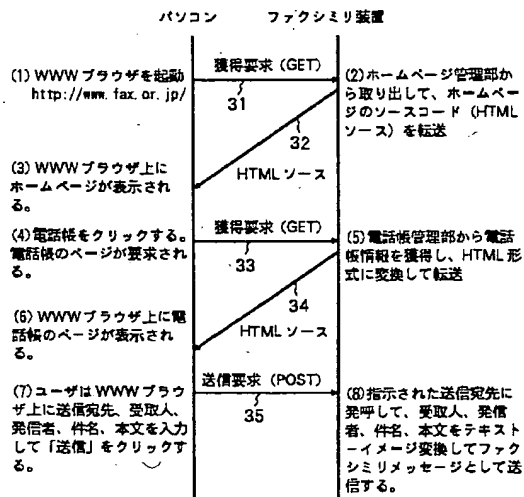 パソコン ファクシミリ装置
(1) WWWブラウザを起動
http://www.fax.or.jp/
獲得要求（GET）
31
(2)ホームページ管理部
から取り出して、ホームペー
ジのソースコード（HTML
ソース）を転送
32
HTMLソース
(3) WWWブラウザ上に
ホームページが表示され
る。
(4)電話帳をクリックする。
電話帳のページが要求され
る。
獲得要求（GET）
33
(5)電話帳管理部から電話
帳情報を獲得し、HTML形
式に変換して転送
34
HTMLソース
(6) WWWブラウザ上に電
話帳のページが表示され
る。
(7)ユーザはWWWブラウ
ザ上に送信宛先、受取人、
発信者、件名、本文を入力
して「送信」をクリックす
る。
送信要求（POST）
35
(8)指示された送信宛先に
発呼して、受取人、発信
者、件名、本文をテキスト
－イメージ変換してファク
シミリメッセージとして送
信する。